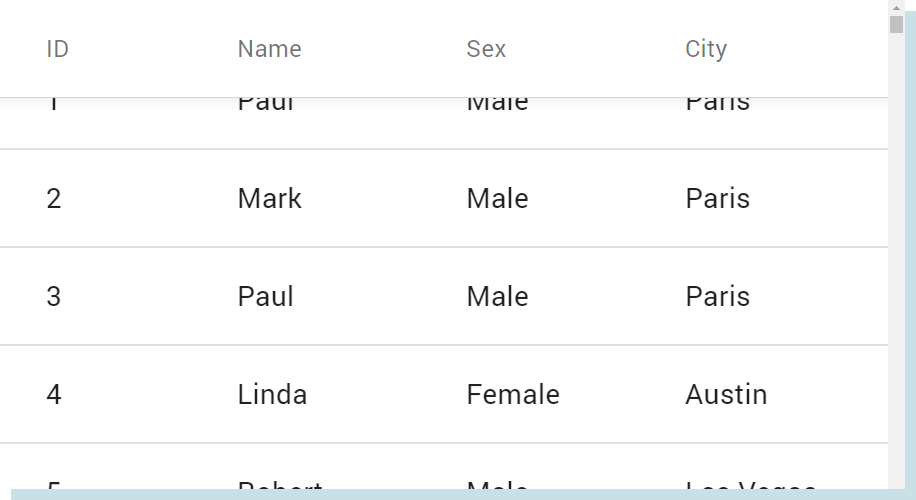 ID Name Sex City
1 Paul Male Paris
2 Mark Male Paris
3 Paul Male Paris
4 Linda Female Austin
5 Robert Male Las Vegas